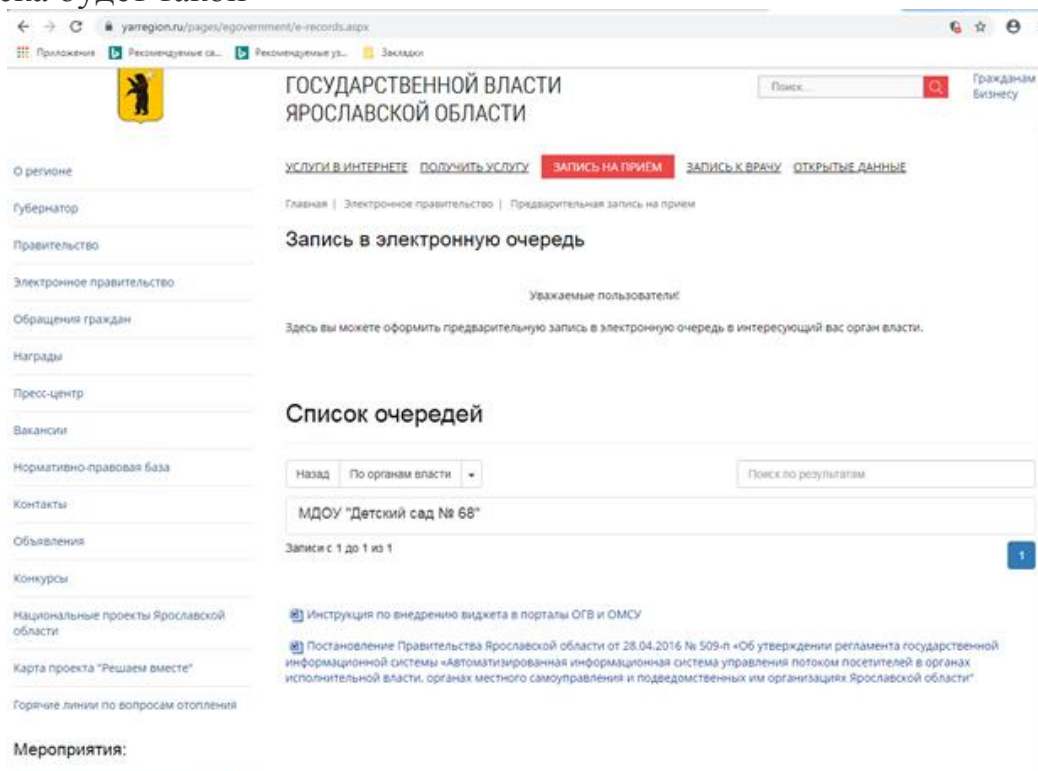 будет такой
yarregion.ru/pages/egovernment/e-records.aspx
Приложения Рекомендуемые са... Рекомендуемые уз... Закладки
ГОСУДАРСТВЕННОЙ ВЛАСТИ
ЯРОСЛАВСКОЙ ОБЛАСТИ
Поиск...
Гражданам
Бизнесу
УСЛУГИ В ИНТЕРНЕТЕ ПОЛУЧИТЬ УСЛУГУ ЗАПИСЬ НА ПРИЁМ ЗАПИСЬ К ВРАЧУ ОТКРЫТЫЕ ДАННЫЕ
Главная | Электронное правительство | Предварительная запись на прием
О регионе
Губернатор
Правительство
Электронное правительство
Обращения граждан
Награды
Пресс-центр
Вакансии
Нормативно-правовая база
Контакты
Объявления
Конкурсы
Национальные проекты Ярославской
области
Карта проекта "Решаем вместе"
Горячие линии по вопросам отопления
Мероприятия:
Запись в электронную очередь
Уважаемые пользователи!
Здесь вы можете оформить предварительную запись в электронную очередь в интересующий вас орган власти.
Список очередей
Назад По органам власти
Поиск по результатам
МДОУ "Детский сад № 68"
Записи с 1 до 1 из 1
1
Инструкция по внедрению виджета в порталы ОГВ и ОМСУ
Постановление Правительства Ярославской области от 28.04.2016 № 509-п «Об утверждении регламента государственной
информационной системы «Автоматизированная информационная система управления потоком посетителей в органах
исполнительной власти, органах местного самоуправления и подведомственных им организациях Ярославской области"